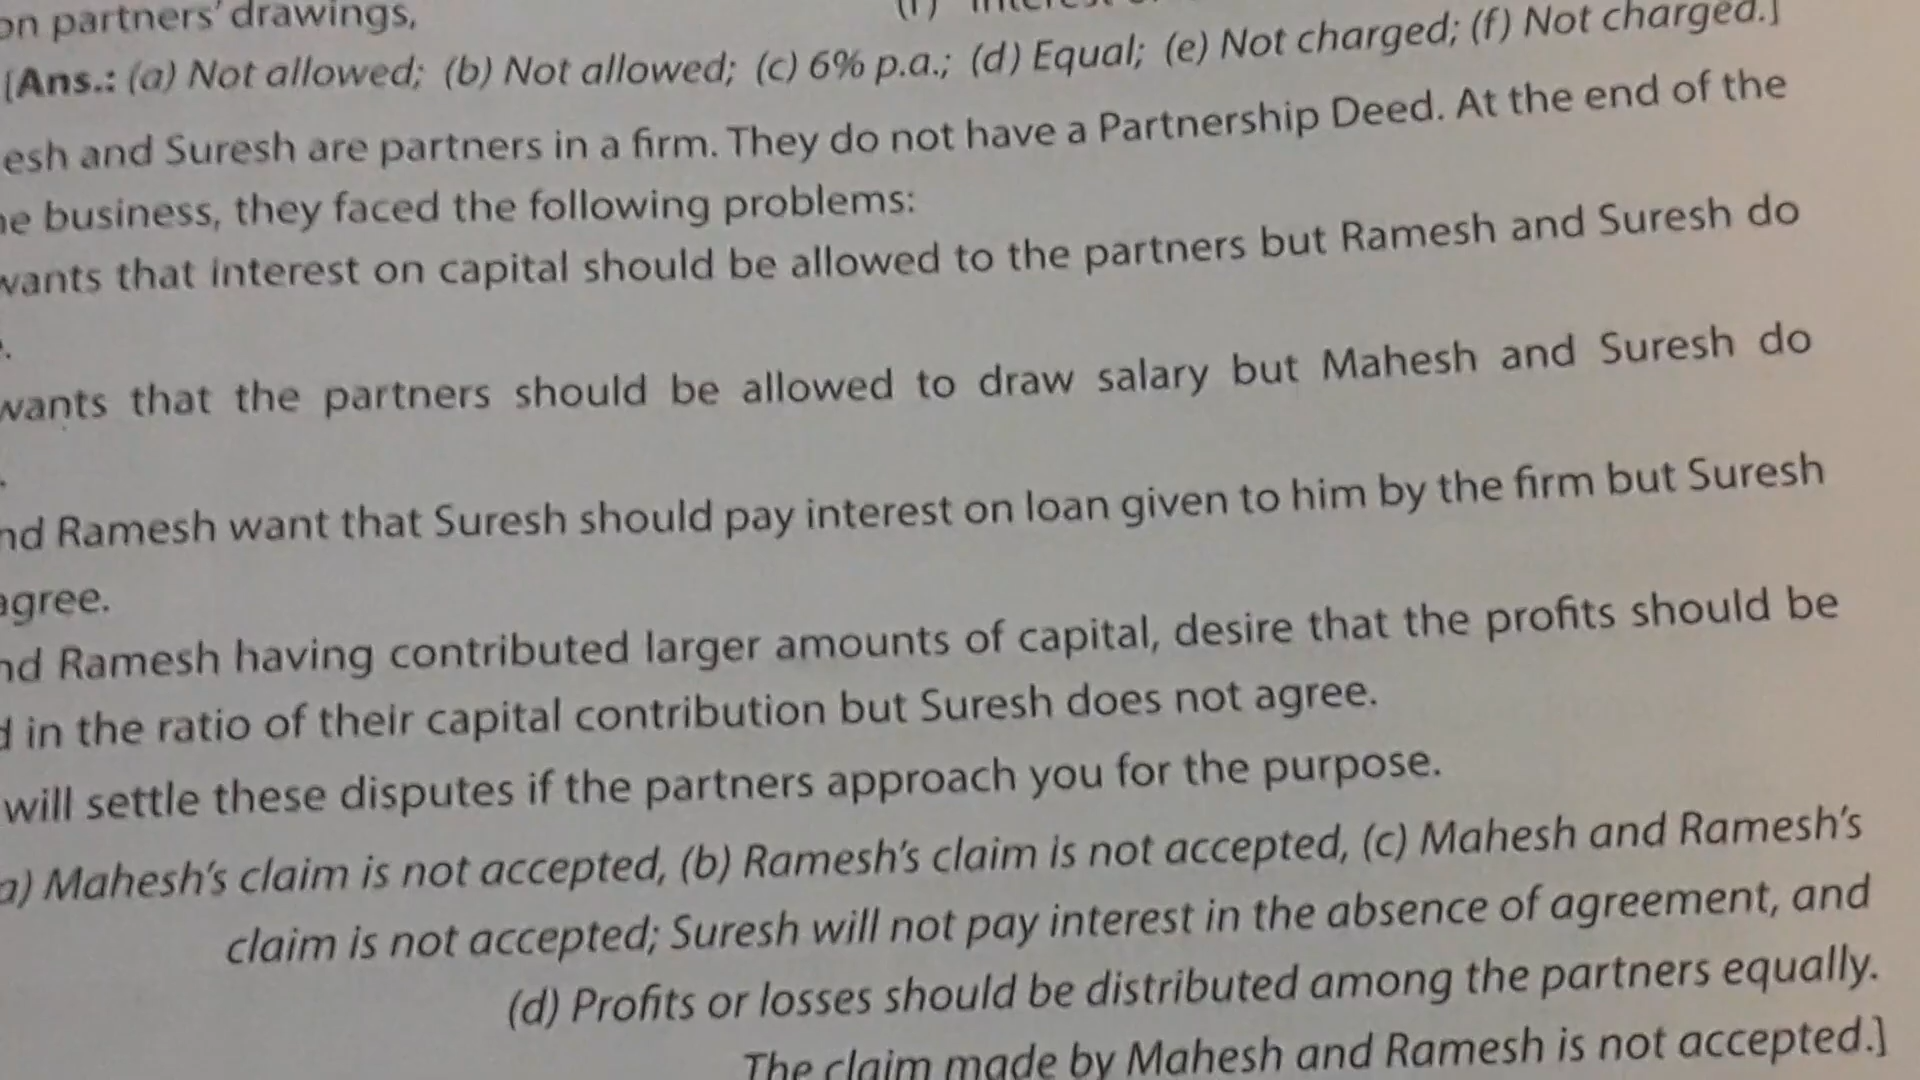 on partners' drawings,
[Ans.: (a) Not allowed; (b) Not allowed; (c) 6% p.a.; (d) Equal; (e) Not charged; (f) Not charged.]
esh and Suresh are partners in a firm. They do not have a Partnership Deed. At the end of the
business, they faced the following problems:
wants that interest on capital should be allowed to the partners but Ramesh and Suresh do
wants that the partners should be allowed to draw salary but Mahesh and Suresh do
nd Ramesh want that Suresh should pay interest on loan given to him by the firm but Suresh
agree.
nd Ramesh having contributed larger amounts of capital, desire that the profits should be
d in the ratio of their capital contribution but Suresh does not agree.
will settle these disputes if the partners approach you for the purpose.
a) Mahesh's claim is not accepted, (b) Ramesh's claim is not accepted, (c) Mahesh and Ramesh's
claim is not accepted; Suresh will not pay interest in the absence of agreement, and
(d) Profits or losses should be distributed among the partners equally.
The claim made by Mahesh and Ramesh is not accepted.]